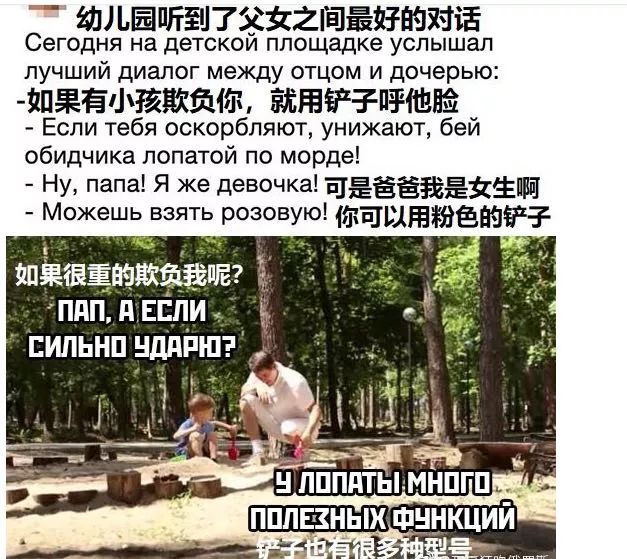 幼儿园听到了父女之间最好的对话
Сегодня на детской площадке услышал
лучший диалог между отцом и дочерью:
-如果有小孩欺负你，就用铲子呼他脸
- Если тебя оскорбляют, унижают, бей
обидчика лопатой по морде!
- Ну, папа! Я же девочка! 可是爸爸我是女生啊
- Можешь взять розовую! 你可以用粉色的铲子
如果很重的欺负我呢?
ПАП, А ЕСЛИ
СИЛЬНО УДАРЮ?
У ЛОПАТЫ МНОГО
ПОЛЕЗНЫХ ФУНКЦИЙ
铲子也有很多种型号